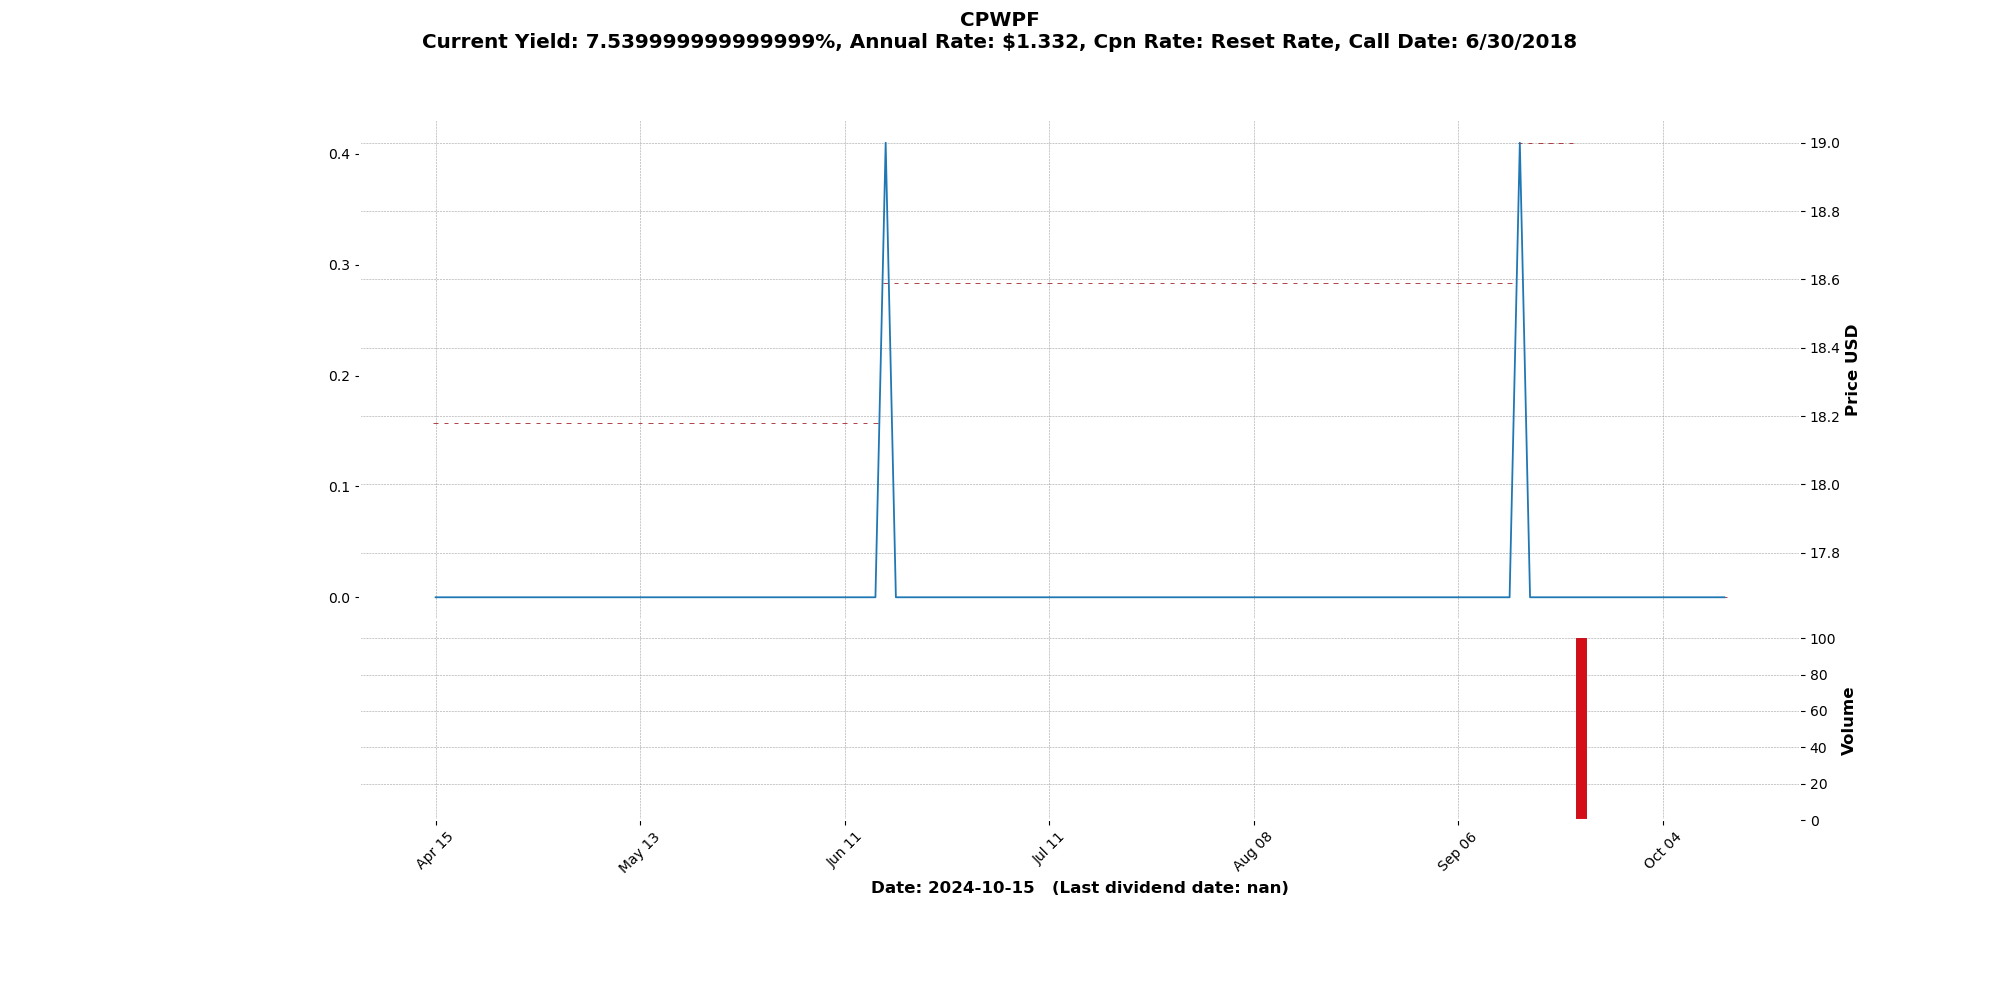 CPWPF
Current Yield: 7.539999999999999%, Annual Rate: $1.332, Cpn Rate: Reset Rate, Call Date: 6/30/2018
0.4
0.3
0.2
0.1
0.0
19.0
18.8
18.6
18.4
18.2
18.0
17.8
Price USD
100
80
60
40
20
0
Volume
Apr 15
May 13
Jun 11
Jul 11
Aug 08
Sep 06
Oct 04
Date: 2024-10-15   (Last dividend date: nan)